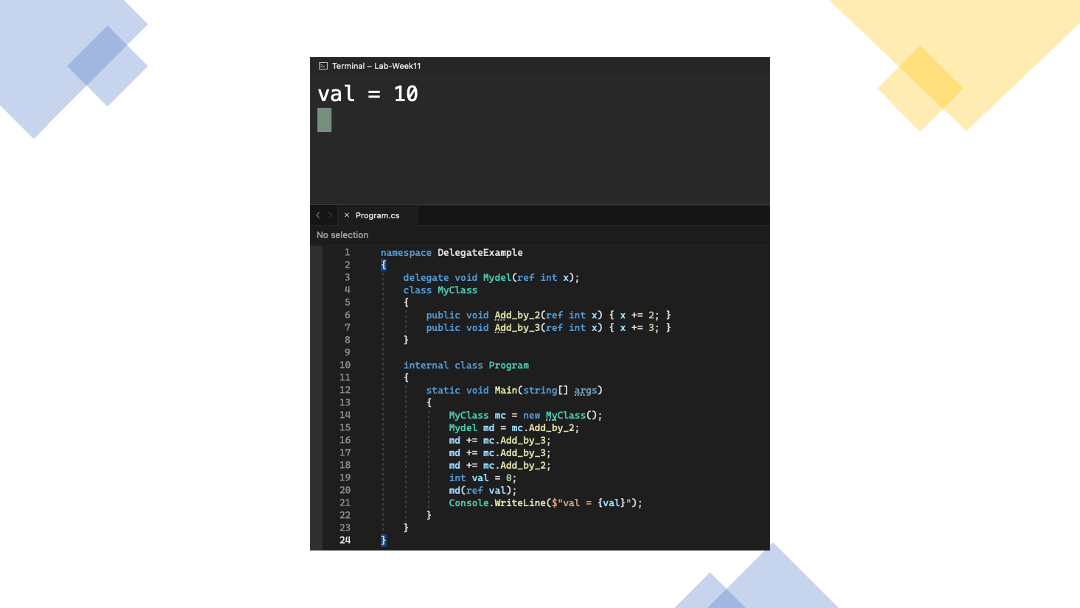 Terminal – Lab-Week11
val = 10
Program.cs
No selection
1 namespace DelegateExample
2 {
3 delegate void Mydel(ref int x);
4 class MyClass
5 {
6 public void Add_by_2(ref int x) { x += 2; }
7 public void Add_by_3(ref int x) { x += 3; }
8 }
9
10 internal class Program
11 {
12 static void Main(string[] args)
13 {
14 MyClass mc = new MyClass();
15 Mydel md = mc.Add_by_2;
16 md += mc.Add_by_3;
17 md += mc.Add_by_3;
18 md += mc.Add_by_2;
19 int val = 0;
20 md(ref val);
21 Console.WriteLine($"val = {val}");
22 }
23 }
24 }